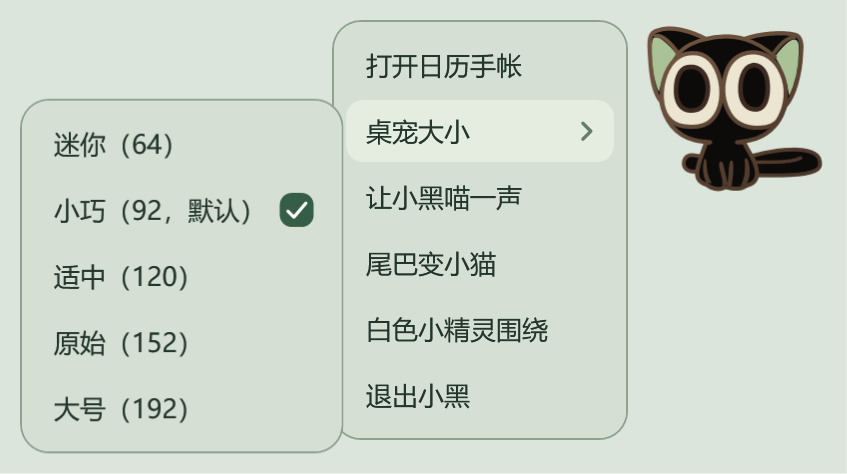 打开日历手帐
桌宠大小
让小黑喵一声
尾巴变小猫
白色小精灵围绕
退出小黑
迷你（64）
小巧（92，默认）
适中（120）
原始（152）
大号（192）